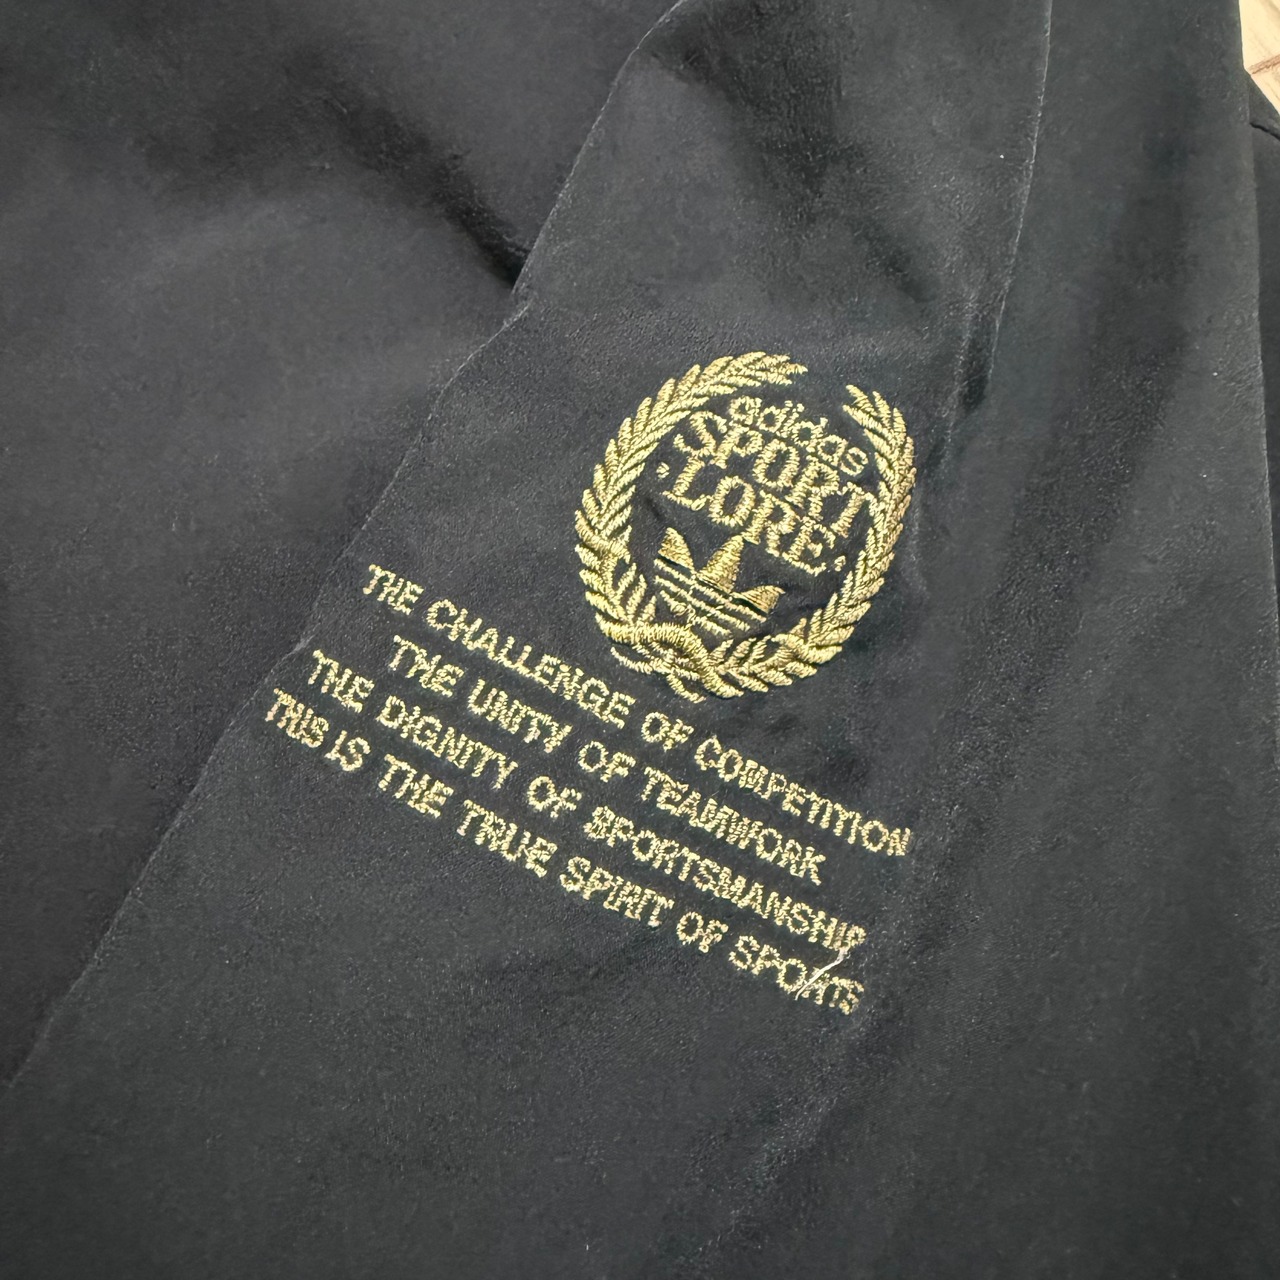 adidas
SPORT
·LORE·
THE CHALLENGE OF COMPETITION
THE UNITY OF TEAMWORK
THE DIGNITY OF SPORTSMANSHIP
THIS IS THE TRUE SPIRIT OF SPORTS